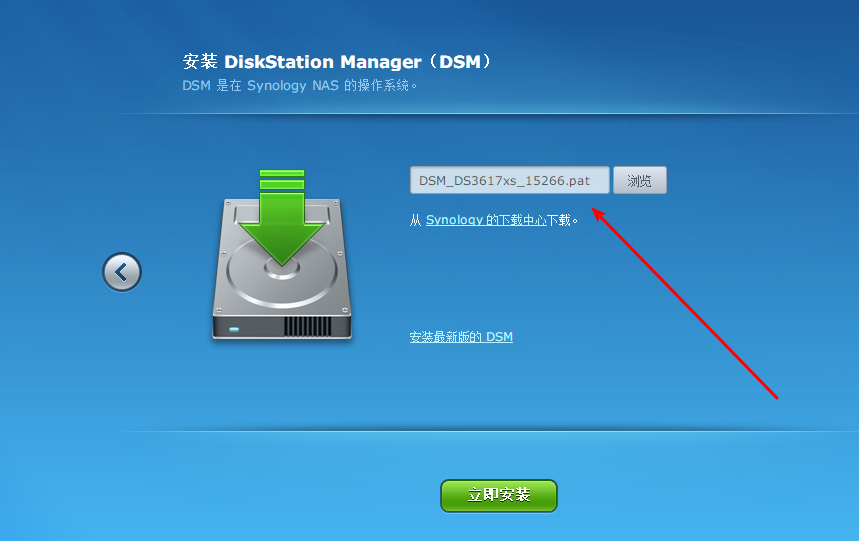 安装 DiskStation Manager（DSM）
DSM 是在 Synology NAS 的操作系统。
DSM_DS3617xs_15266.pat 浏览
从 Synology 的下载中心下载。
安装最新版的 DSM
立即安装